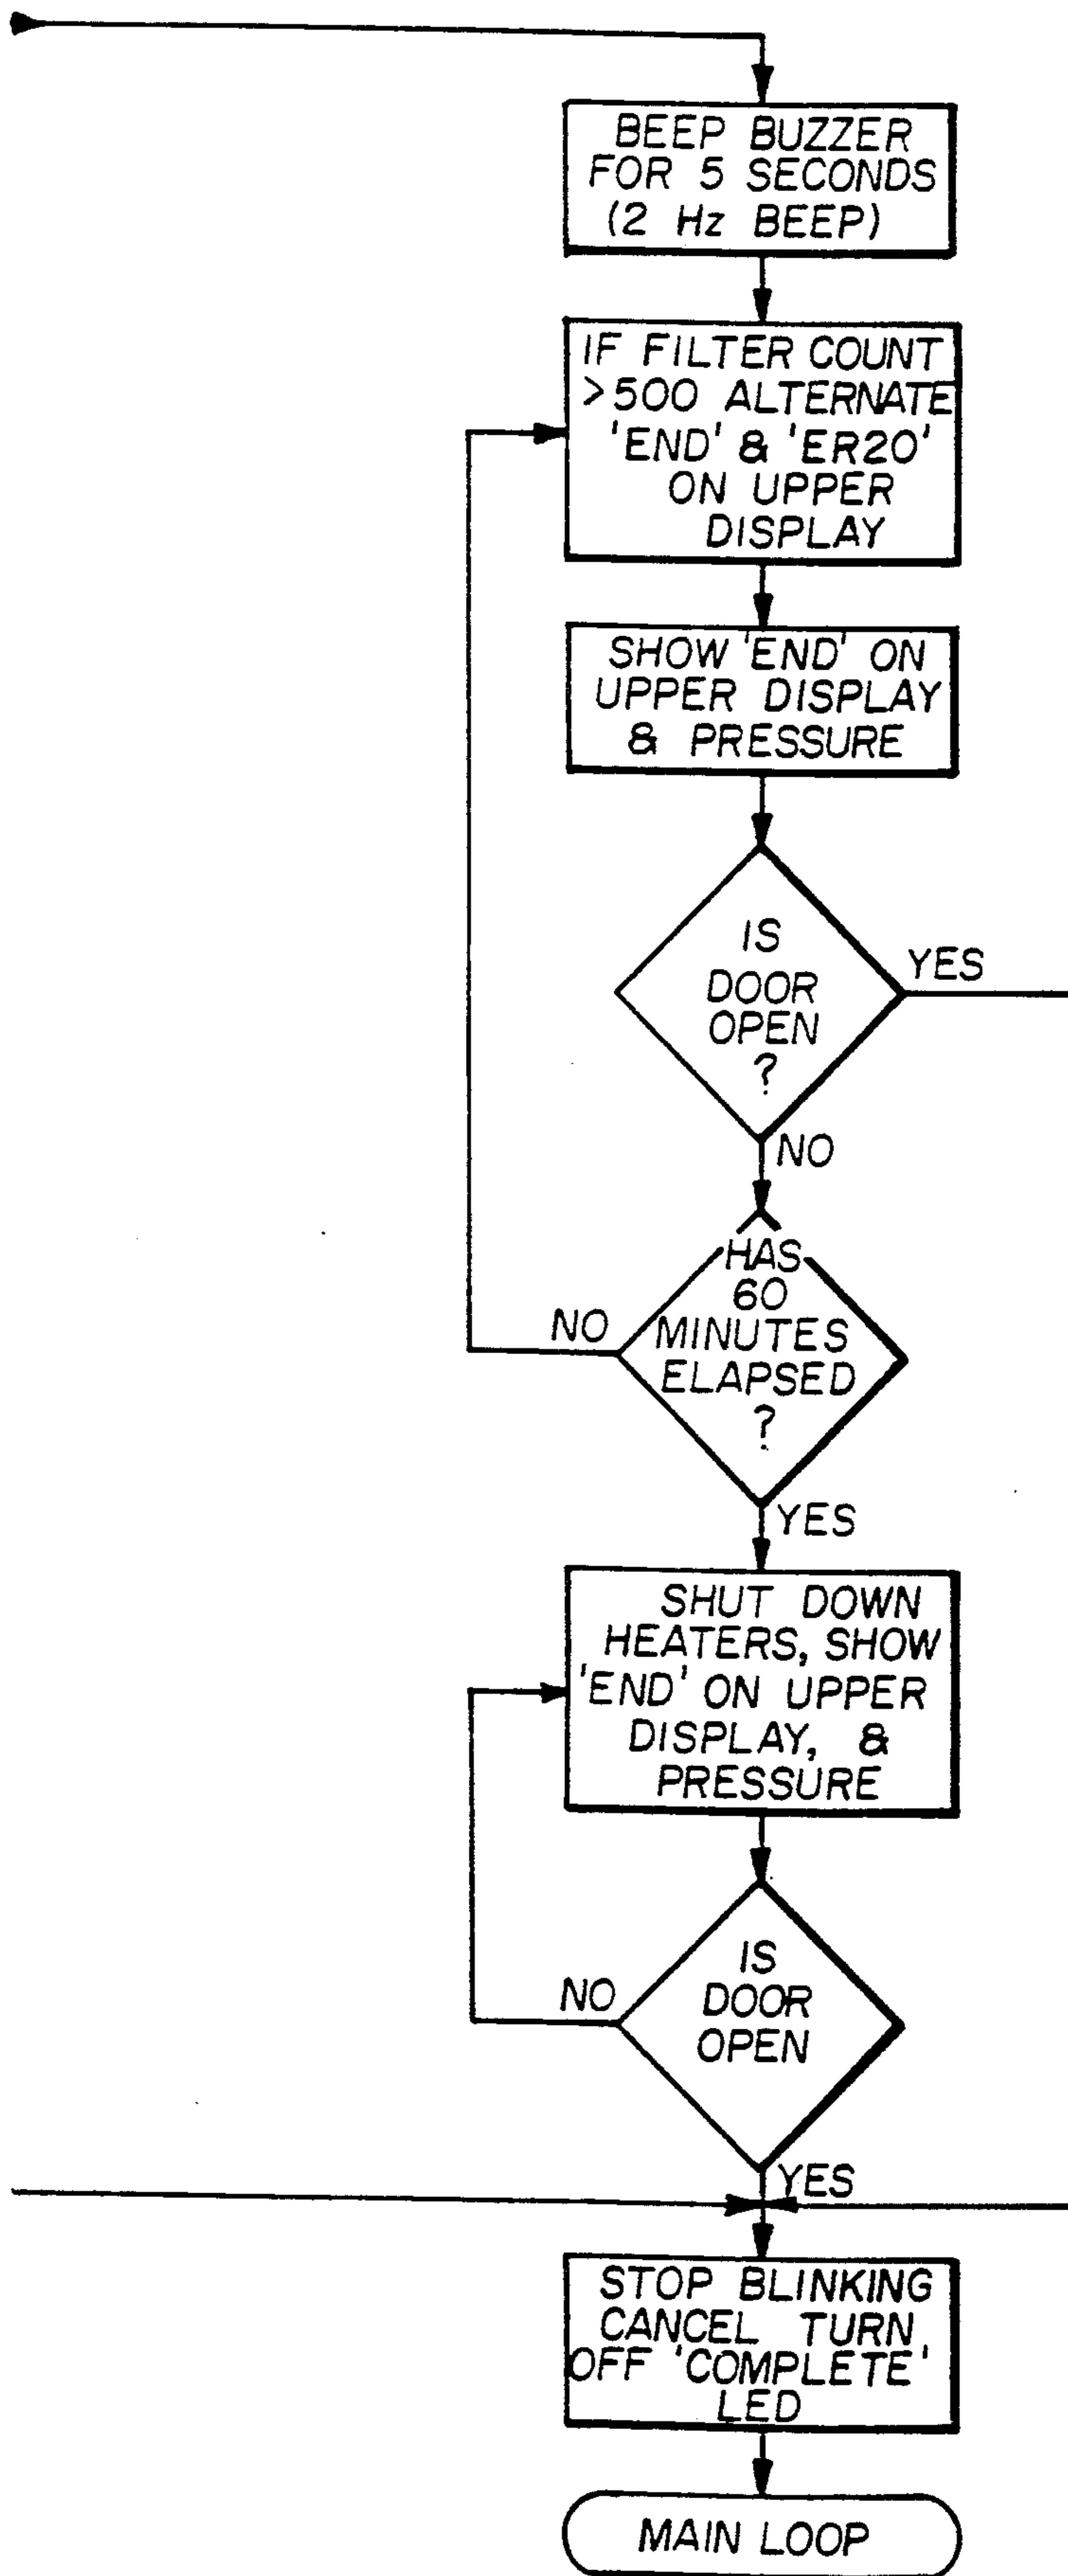 BEEP BUZZER
FOR 5 SECONDS
(2 Hz BEEP)
IF FILTER COUNT
>500 ALTERNATE
'END' & 'ER20'
ON UPPER
DISPLAY
SHOW 'END' ON
UPPER DISPLAY
& PRESSURE
IS
DOOR
OPEN
?
YES
NO
HAS
60
MINUTES
ELAPSED
?
NO
YES
SHUT DOWN
HEATERS, SHOW
'END' ON UPPER
DISPLAY, &
PRESSURE
IS
DOOR
OPEN
NO
YES
STOP BLINKING
CANCEL TURN
OFF 'COMPLETE'
LED
MAIN LOOP